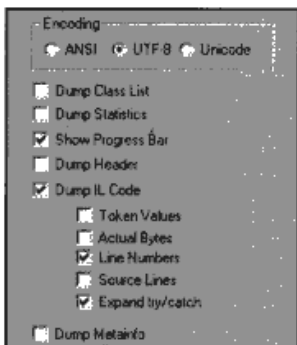 Encoding
ANSI UTF-8 Unicode
Dump Class List
Dump Statistics
Show Progress Bar
Dump Header
Dump IL Code
Token Values
Actual Bytes
Line Numbers
Source Lines
Expand try/catch
Dump Metainfo